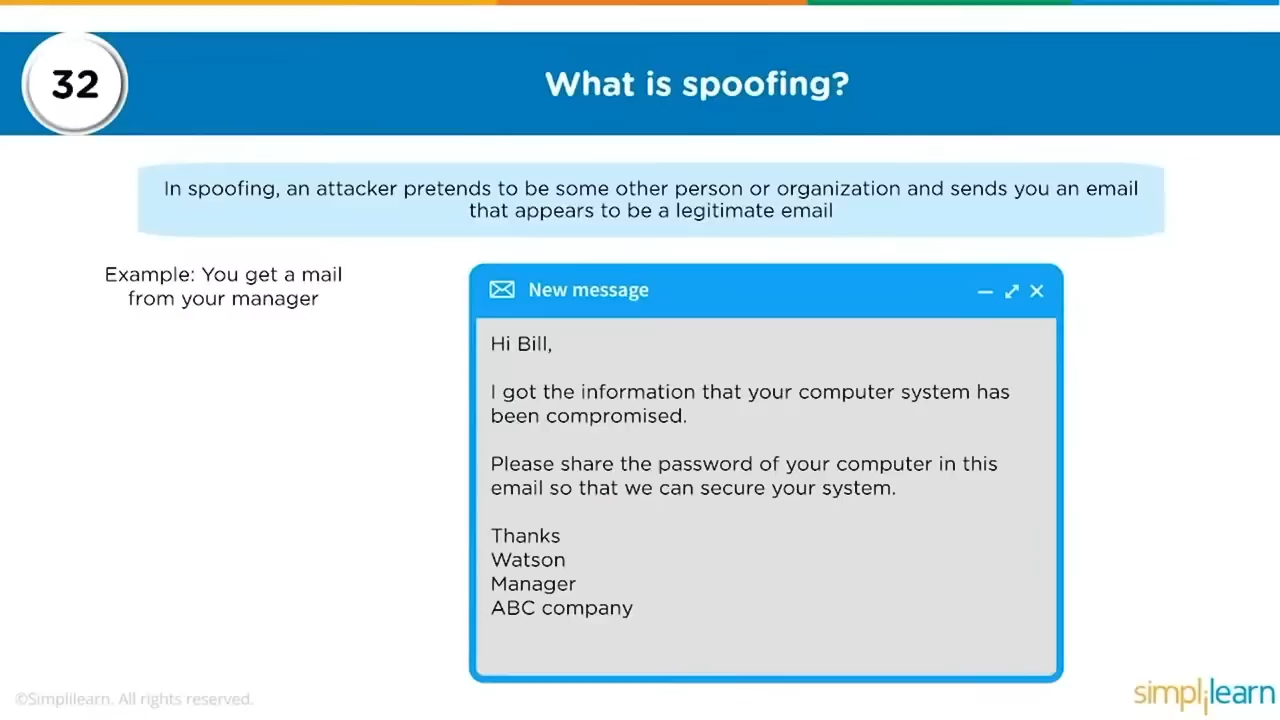 32
What is spoofing?
In spoofing, an attacker pretends to be some other person or organization and sends you an email
that appears to be a legitimate email
Example: You get a mail
from your manager
New message
Hi Bill,
I got the information that your computer system has
been compromised.
Please share the password of your computer in this
email so that we can secure your system.
Thanks
Watson
Manager
ABC company
©Simplilearn. All rights reserved.
simplilearn